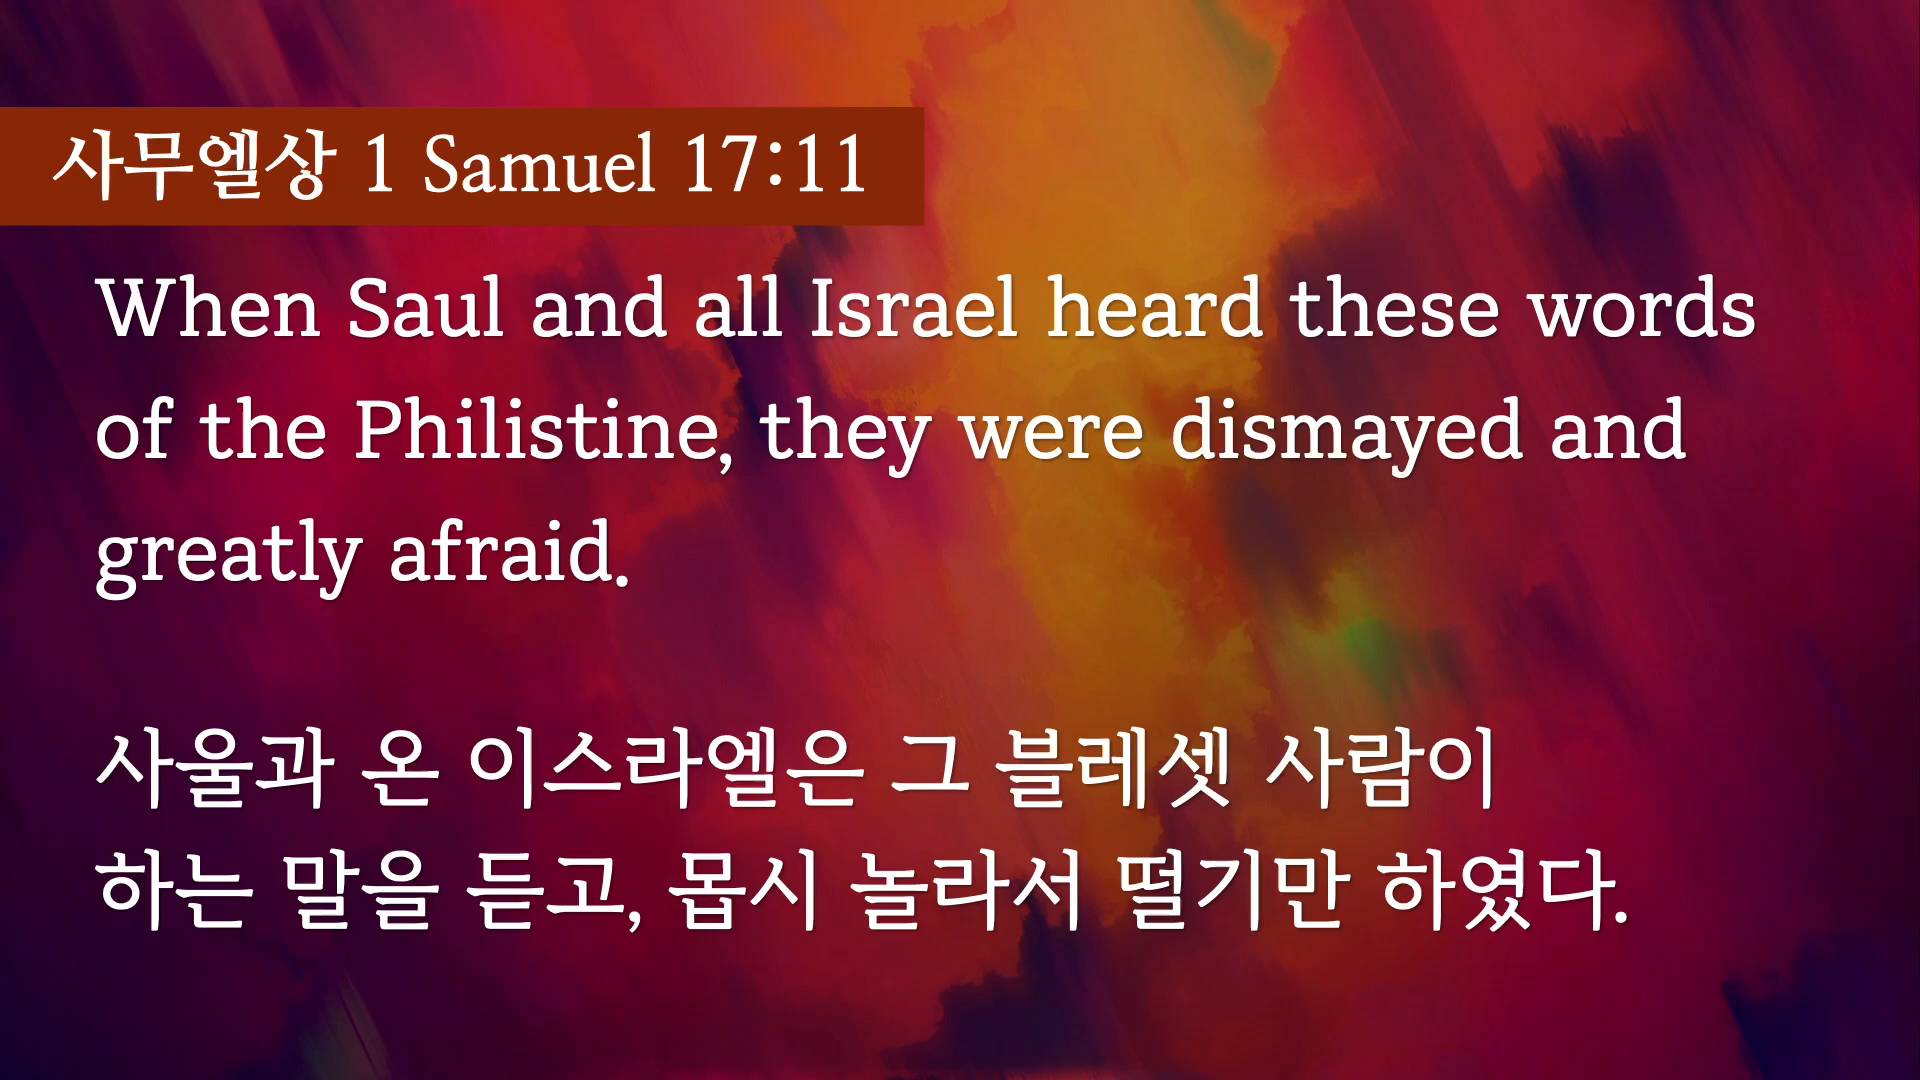 사무엘상 1 Samuel 17:11
When Saul and all Israel heard these words
of the Philistine, they were dismayed and
greatly afraid.
사울과 온 이스라엘은 그 블레셋 사람이
하는 말을 듣고, 몹시 놀라서 떨기만 하였다.